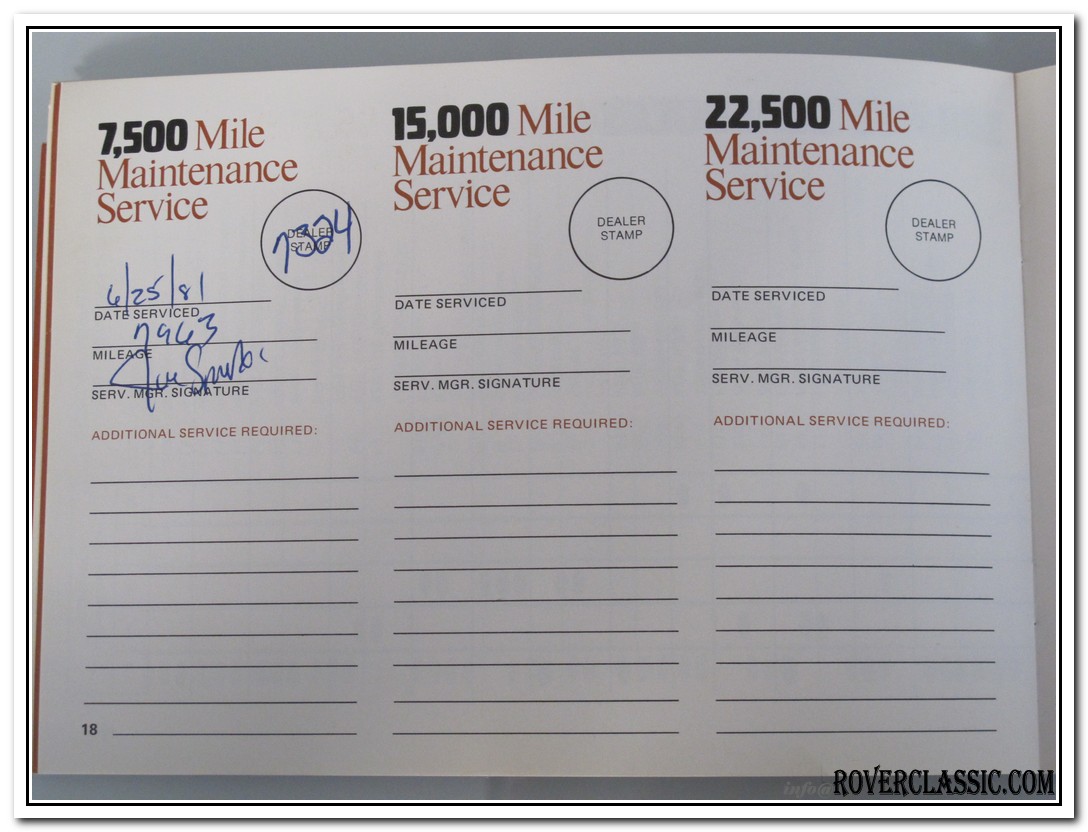 7,500 Mile
Maintenance
Service
DEALER
STAMP
7324
6/25/81
DATE SERVICED
7963
MILEAGE
SERV. MGR. SIGNATURE
ADDITIONAL SERVICE REQUIRED:
15,000 Mile
Maintenance
Service
DEALER
STAMP
DATE SERVICED
MILEAGE
SERV. MGR. SIGNATURE
ADDITIONAL SERVICE REQUIRED:
22,500 Mile
Maintenance
Service
DEALER
STAMP
DATE SERVICED
MILEAGE
SERV. MGR. SIGNATURE
ADDITIONAL SERVICE REQUIRED:
18
ROVERCLASSIC.COM